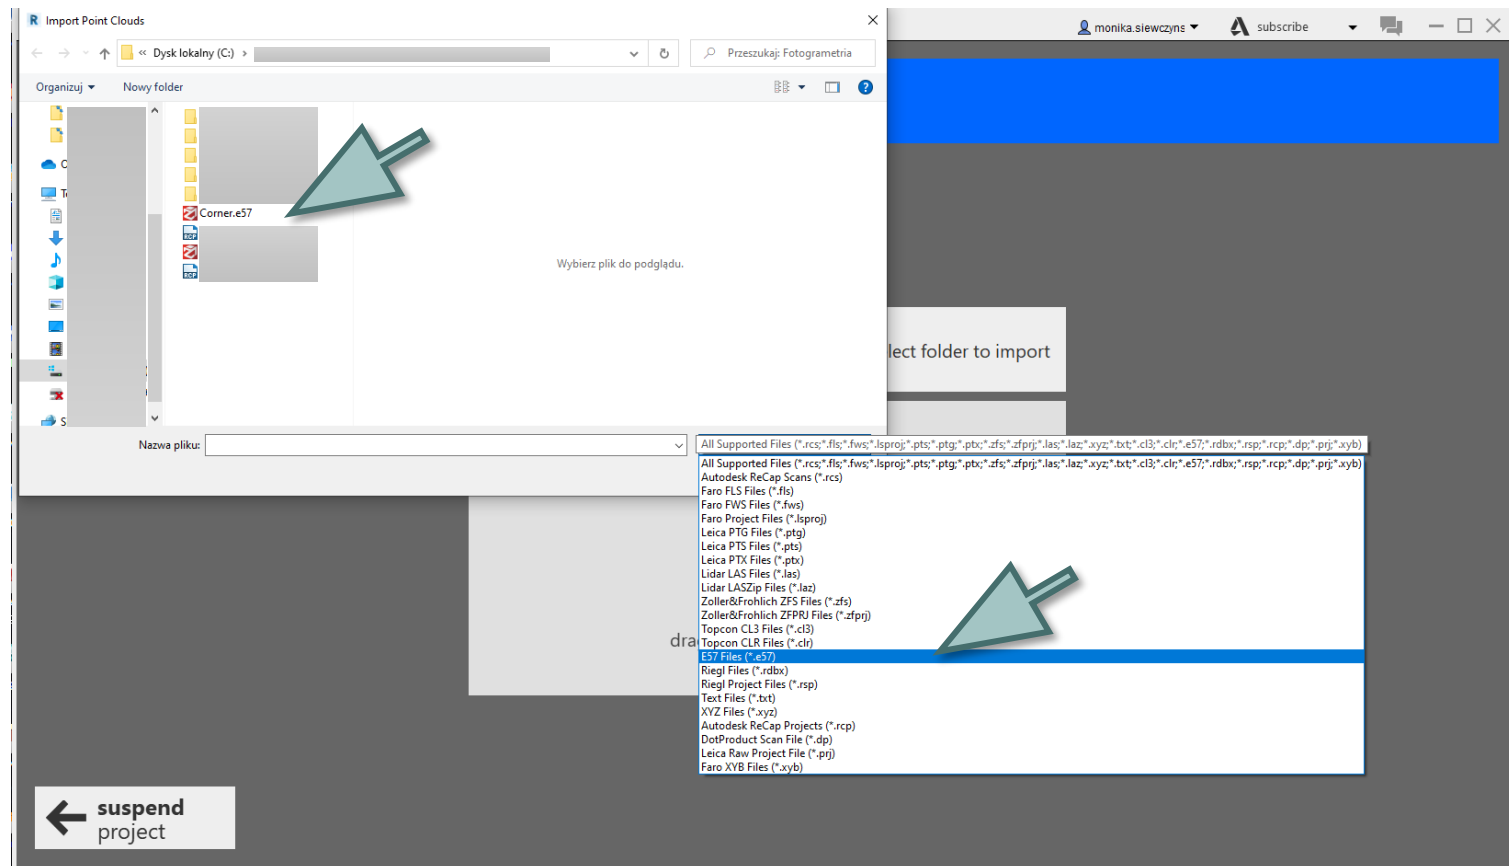 R Import Point Clouds
monika.siewczyns
subscribe
« Dysk lokalny (C:) ›
Przeszukaj: Fotogrametria
Organizuj
Nowy folder
Corner.e57
RCP
RCP
Wybierz plik do podglądu.
lect folder to import
Nazwa pliku:
All Supported Files (*.rcs;*.fls;*.fws;*.lsproj;*.pts;*.ptg;*.ptx;*.zfs;*.zfprj;*.las;*.laz;*.xyz;*.txt;*.cl3;*.clr;*.e57;*.rdbx;*.rsp;*.rcp;*.dp;*.prj;*.xyb)
All Supported Files (*.rcs;*.fls;*.fws;*.lsproj;*.pts;*.ptg;*.ptx;*.zfs;*.zfprj;*.las;*.laz;*.xyz;*.txt;*.cl3;*.clr;*.e57;*.rdbx;*.rsp;*.rcp;*.dp;*.prj;*.xyb)
Autodesk ReCap Scans (*.rcs)
Faro FLS Files (*.fls)
Faro FWS Files (*.fws)
Faro Project Files (*.lsproj)
Leica PTG Files (*.ptg)
Leica PTS Files (*.pts)
Leica PTX Files (*.ptx)
Lidar LAS Files (*.las)
Lidar LASZip Files (*.laz)
Zoller&Frohlich ZFS Files (*.zfs)
Zoller&Frohlich ZFPRJ Files (*.zfprj)
Topcon CL3 Files (*.cl3)
dra
Topcon CLR Files (*.clr)
E57 Files (*.e57)
Riegl Files (*.rdbx)
Riegl Project Files (*.rsp)
Text Files (*.txt)
XYZ Files (*.xyz)
Autodesk ReCap Projects (*.rcp)
DotProduct Scan File (*.dp)
Leica Raw Project File (*.prj)
Faro XYB Files (*.xyb)
suspend
project